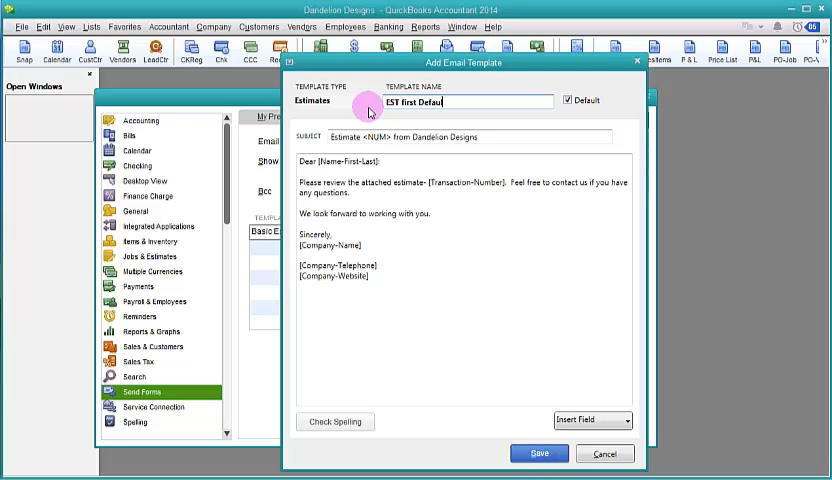 Dandelion Designs - QuickBooks Accountant 2014
File Edit View Lists Favorites Accountant Company Customers Vendors Employees Banking Reports Window Help
05
Snap Calendar CustCtr Vendors LeadCtr CKReg Chk CCC P & L Price List P&L PO-Job
Open Windows
Add Email Template
TEMPLATE TYPE TEMPLATE NAME
Estimates EST first Defaul Default
SUBJECT Estimate <NUM> from Dandelion Designs
Dear [Name-First-Last]:
Please review the attached estimate- [Transaction-Number]. Feel free to contact us if you have
any questions.
We look forward to working with you.
Sincerely,
[Company-Name]
[Company-Telephone]
[Company-Website]
Check Spelling
Insert Field
Save
Cancel
Accounting
Bills
Calendar
Checking
Desktop View
Finance Charge
General
Integrated Applications
Items & Inventory
Jobs & Estimates
Multiple Currencies
Payments
Payroll & Employees
Reminders
Reports & Graphs
Sales & Customers
Sales Tax
Search
Send Forms
Service Connection
Spelling
My Pre
Email
Show
Bcc
TEMPLA
Basic Es